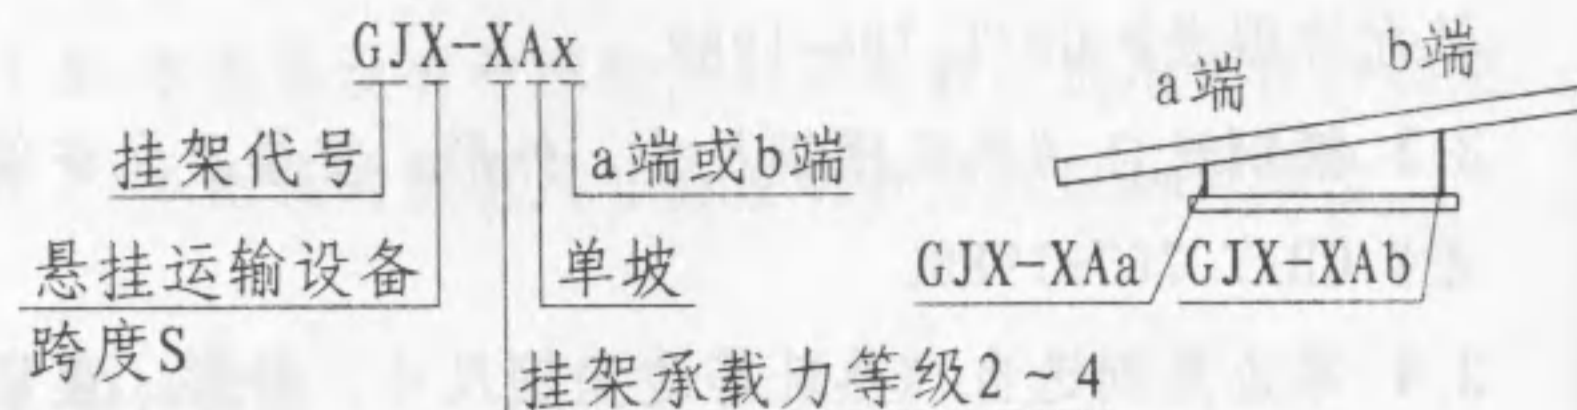 GJX-XAx
挂架代号
a端或b端
悬挂运输设备
跨度S
单坡
挂架承载力等级2~4
a端
b端
GJX-XAa
GJX-XAb